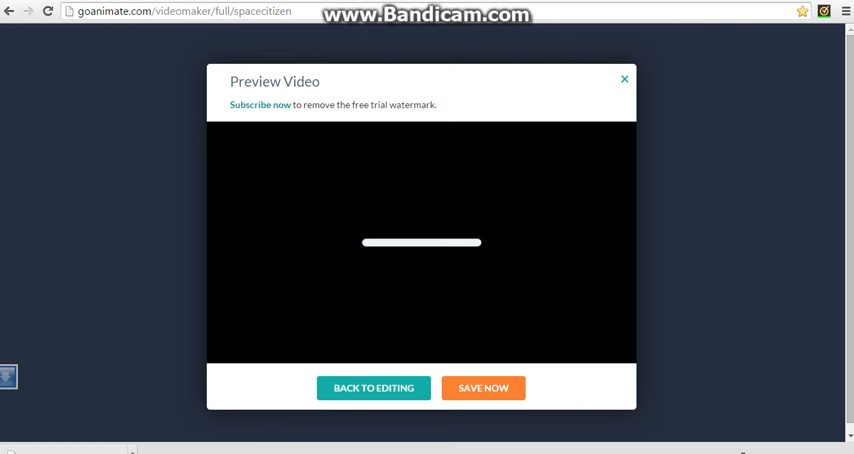 goanimate.com/videomaker/full/spacecitizen
www.Bandicam.com
Preview Video
Subscribe now to remove the free trial watermark.
BACK TO EDITING
SAVE NOW